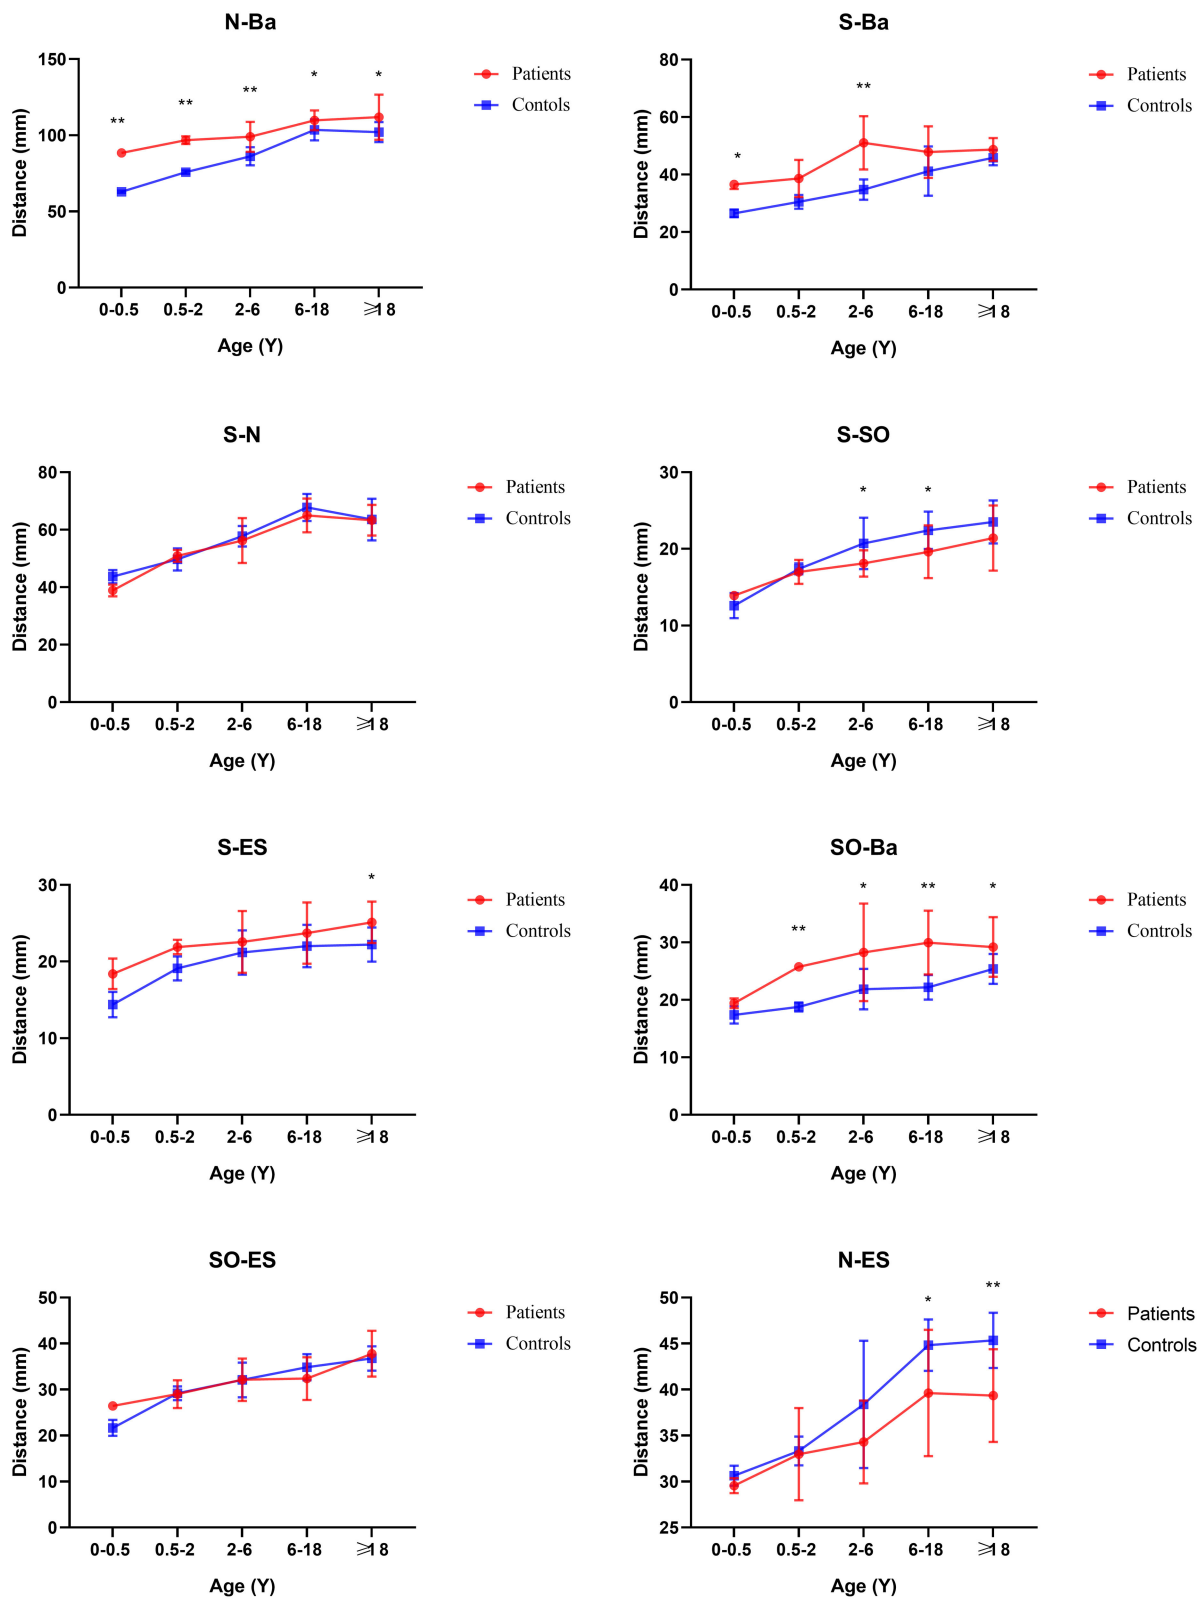 N-Ba
150
100
50
0
Distance (mm)
**
**
**
*
*
0-0.5 0.5-2 2-6 6-18 ⩾18
Age (Y)
Patients
Contols
S-Ba
80
60
40
20
0
Distance (mm)
*
**
0-0.5 0.5-2 2-6 6-18 ⩾18
Age (Y)
Patients
Controls
S-N
80
60
40
20
0
Distance (mm)
0-0.5 0.5-2 2-6 6-18 ⩾18
Age (Y)
Patients
Controls
S-SO
30
20
10
0
Distance (mm)
*
*
0-0.5 0.5-2 2-6 6-18 ⩾18
Age (Y)
Patients
Controls
S-ES
30
20
10
0
Distance (mm)
*
0-0.5 0.5-2 2-6 6-18 ⩾18
Age (Y)
Patients
Controls
SO-Ba
40
30
20
10
0
Distance (mm)
**
*
**
*
0-0.5 0.5-2 2-6 6-18 ⩾18
Age (Y)
Patients
Controls
SO-ES
50
40
30
20
10
0
Distance (mm)
0-0.5 0.5-2 2-6 6-18 ⩾18
Age (Y)
Patients
Controls
N-ES
50
45
40
35
30
25
Distance (mm)
*
**
0-0.5 0.5-2 2-6 6-18 ⩾18
Age (Y)
Patients
Controls